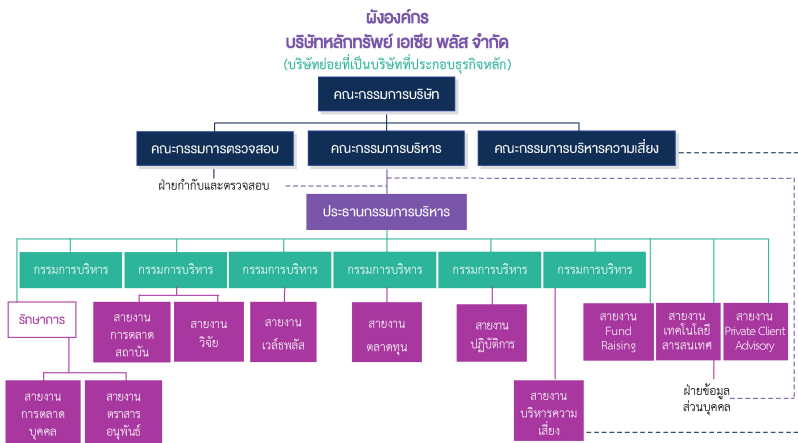 ผังองค์กร
บริษัทหลักทรัพย์ เอเซีย พลัส จำกัด
(บริษัทย่อยที่เป็นบริษัทที่ประกอบธุรกิจหลัก)
คณะกรรมการบริษัท
คณะกรรมการตรวจสอบ
คณะกรรมการบริหาร
คณะกรรมการบริหารความเสี่ยง
ฝ่ายกำกับและตรวจสอบ
ประธานกรรมการบริหาร
กรรมการบริหาร
กรรมการบริหาร
กรรมการบริหาร
กรรมการบริหาร
กรรมการบริหาร
กรรมการบริหาร
รักษาการ
สายงาน
การตลาด
สถาบัน
สายงาน
วิจัย
สายงาน
เวล์ธพลัส
สายงาน
ตลาดทุน
สายงาน
ปฏิบัติการ
สายงาน
Fund
Raising
สายงาน
เทคโนโลยี
สารสนเทศ
สายงาน
Private Client
Advisory
สายงาน
การตลาด
บุคคล
สายงาน
ตราสาร
อนุพันธ์
สายงาน
บริหารความ
เสี่ยง
ฝ่ายข้อมูล
ส่วนบุคคล